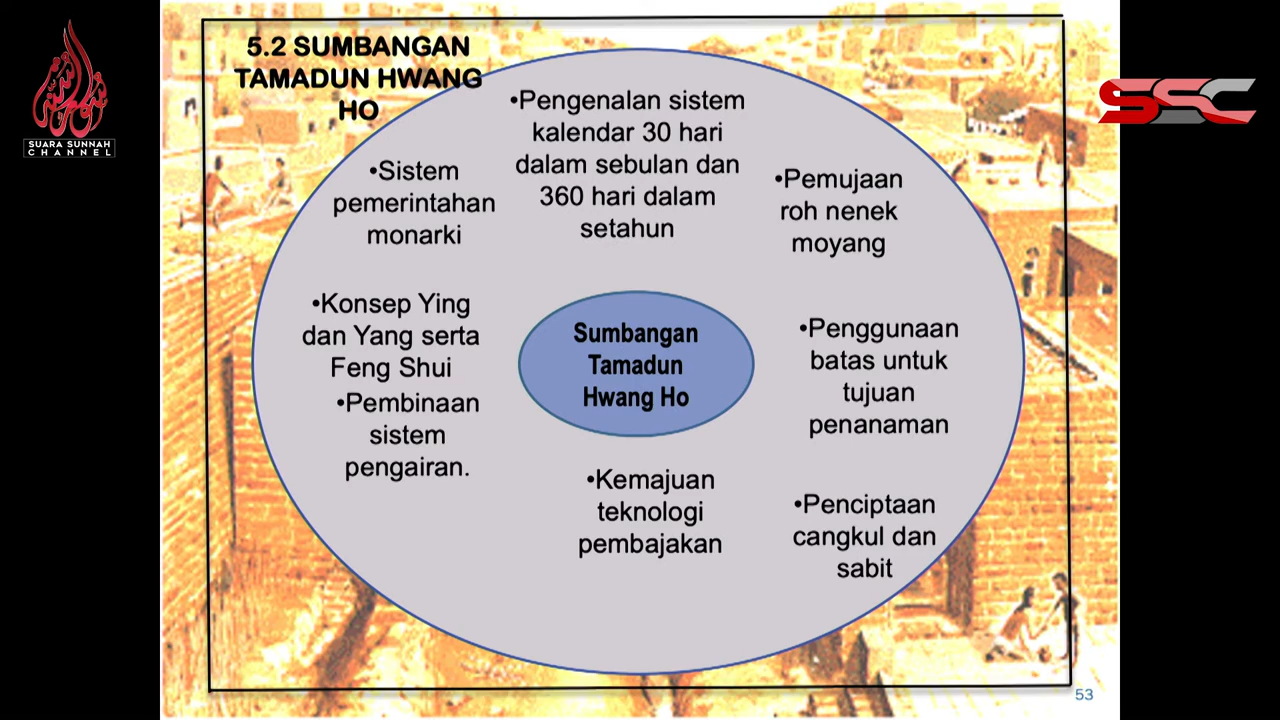 5.2 SUMBANGAN
TAMADUN HWANG
HO
SUARA SUNNAH
CHANNEL
SSC
•Pengenalan sistem
kalendar 30 hari
dalam sebulan dan
360 hari dalam
setahun
•Sistem
pemerintahan
monarki
•Pemujaan
roh nenek
moyang
•Konsep Ying
dan Yang serta
Feng Shui
•Pembinaan
sistem
pengairan.
Sumbangan
Tamadun
Hwang Ho
•Penggunaan
batas untuk
tujuan
penanaman
•Kemajuan
teknologi
pembajakan
•Penciptaan
cangkul dan
sabit
53